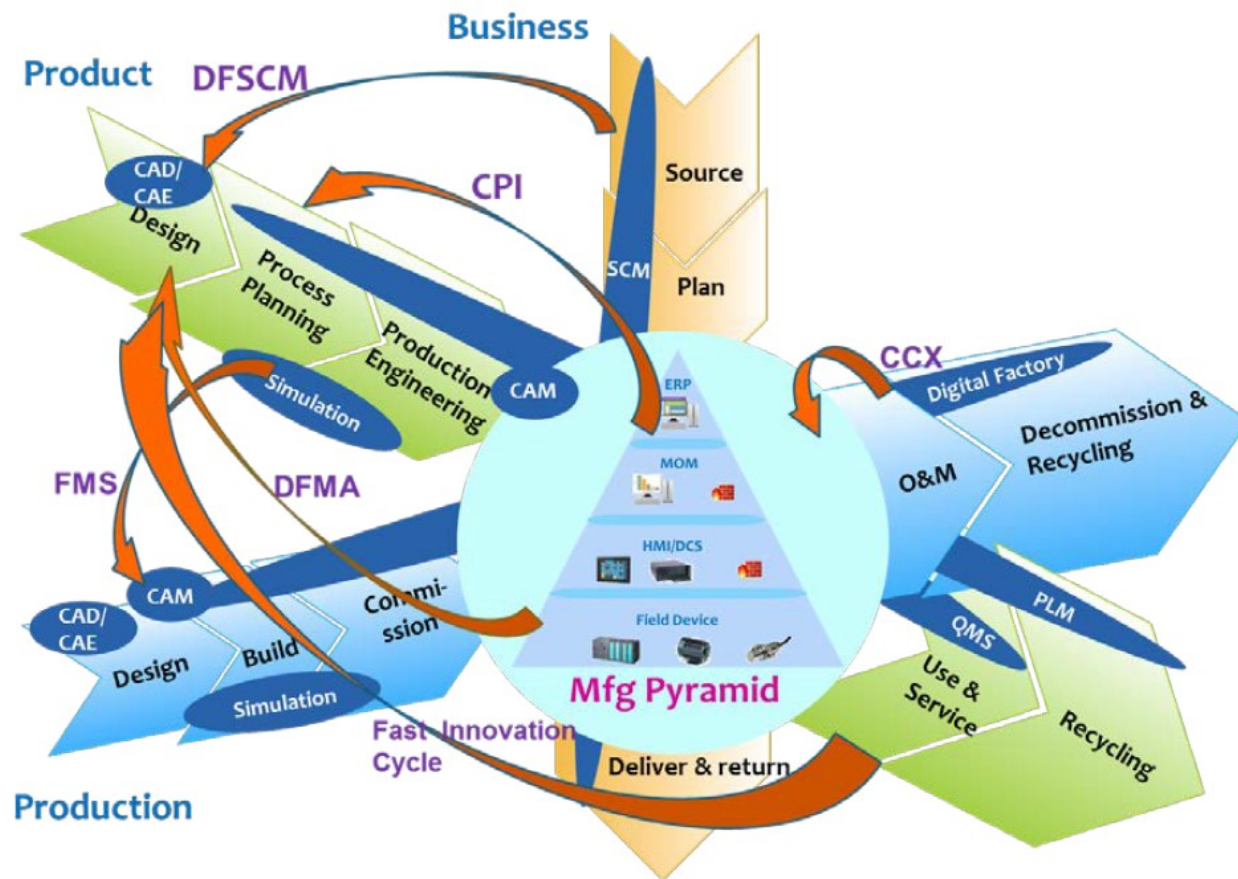 Business
Product
DFSCM
CAD/
CAE
Design
CPI
Source
SCM
Plan
Process
Planning
Production
Engineering
CAM
Simulation
CCX
Digital Factory
Decommission &
Recycling
O&M
ERP
MOM
HMI/DCS
Field Device
Mfg Pyramid
FMS
DFMA
CAM
CAD/
CAE
Design
Build
Commi-
ssion
Simulation
PLM
QMS
Use &
Service
Recycling
Fast Innovation
Cycle
Deliver & return
Production